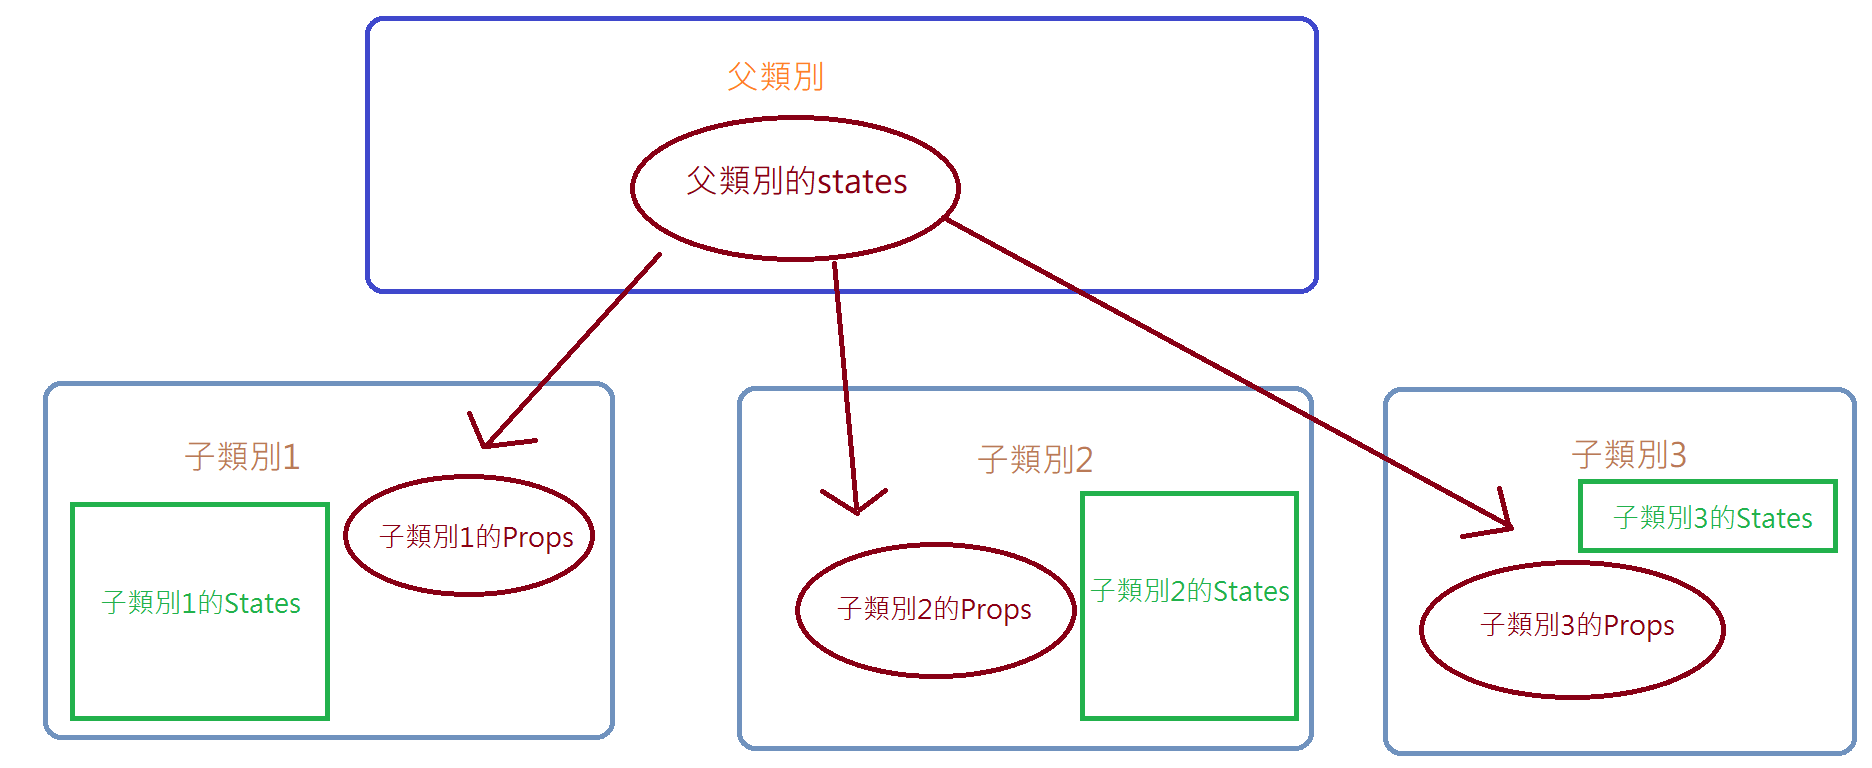 父類別
父類別的states
子類別1
子類別1的Props
子類別1的States
子類別2
子類別2的Props
子類別2的States
子類別3
子類別3的States
子類別3的Props